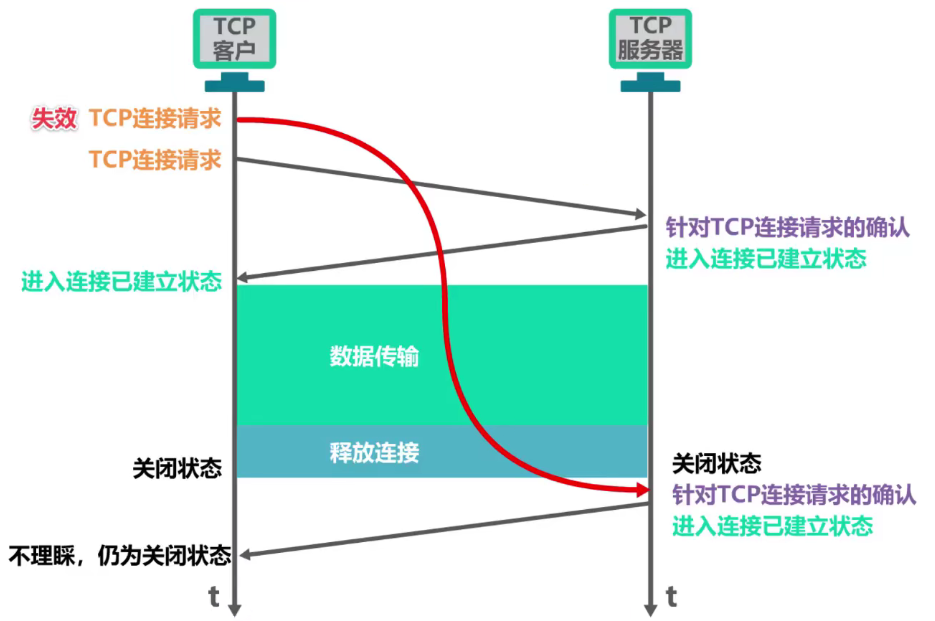 TCP
客户
TCP
服务器
失效 TCP连接请求
TCP连接请求
针对TCP连接请求的确认
进入连接已建立状态
进入连接已建立状态
数据传输
释放连接
关闭状态
关闭状态
针对TCP连接请求的确认
进入连接已建立状态
不理睬，仍为关闭状态
t
t